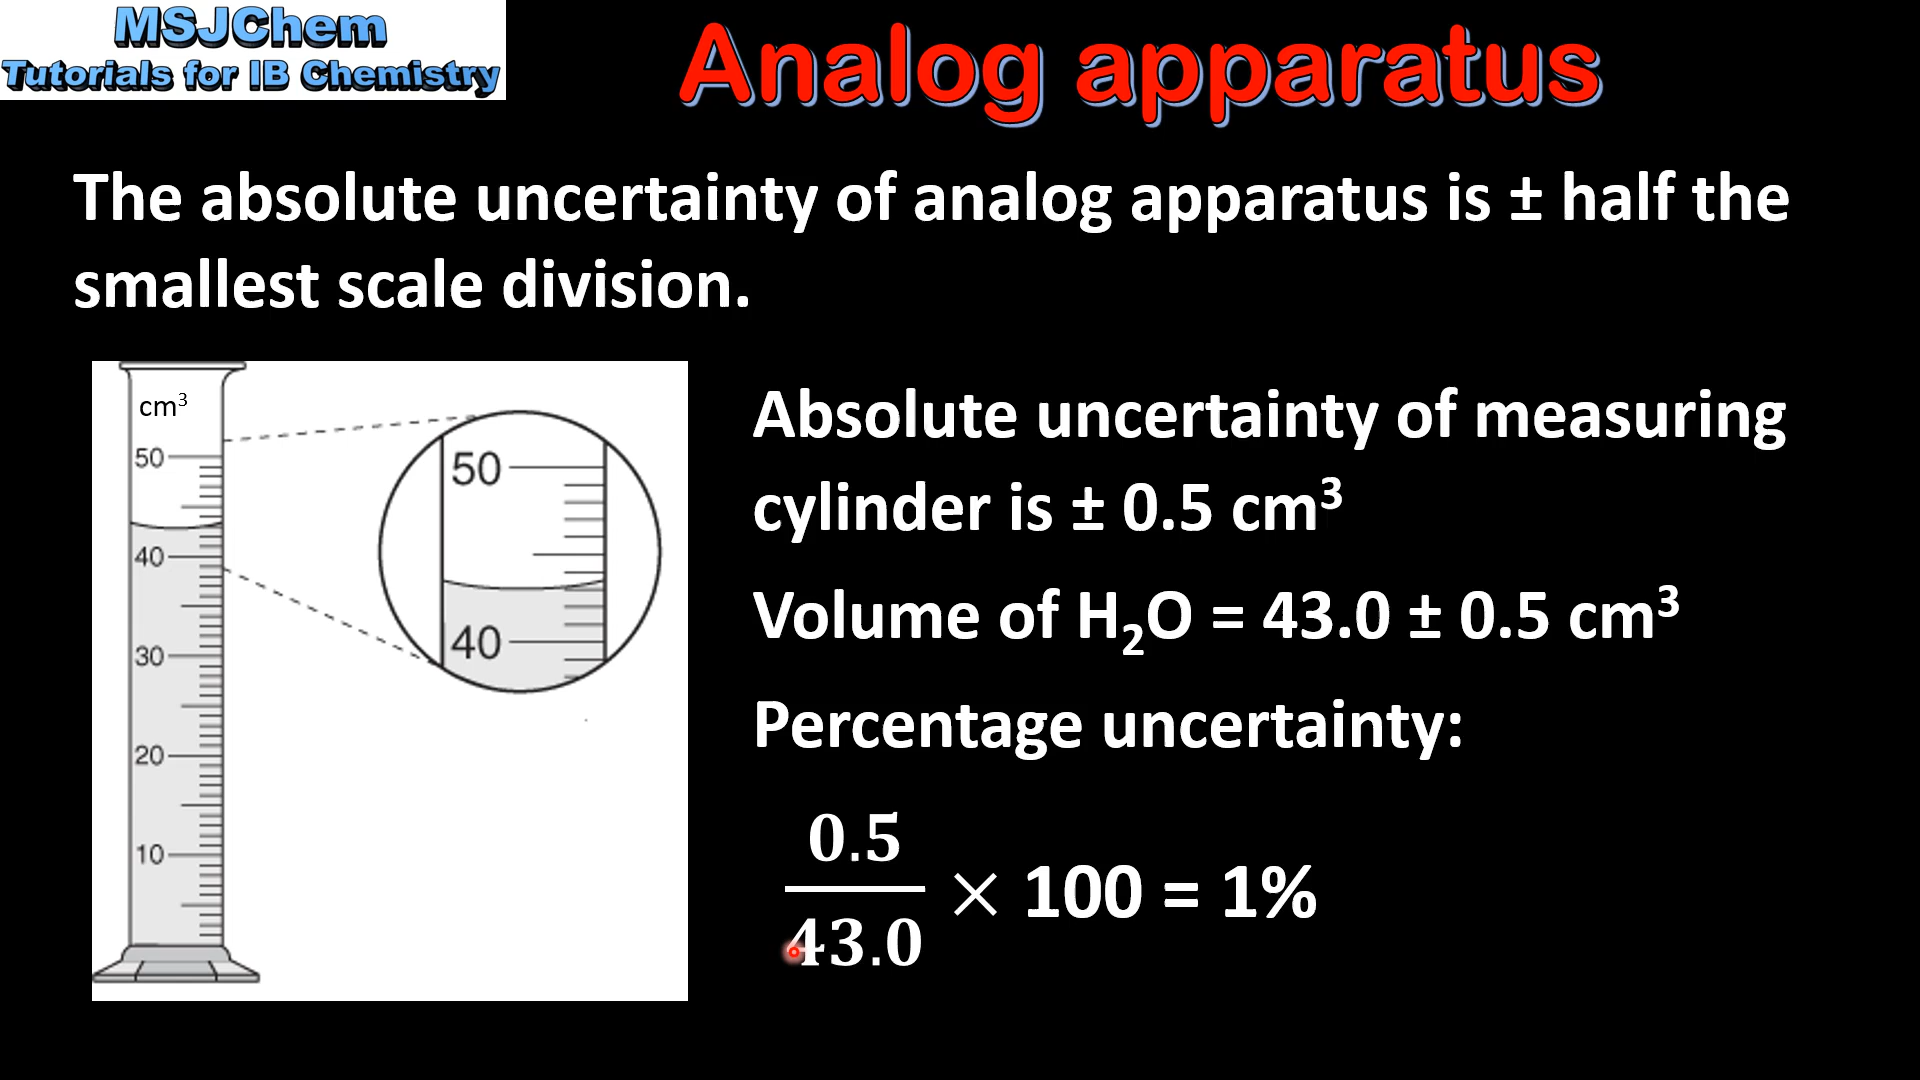 MSJChem
Tutorials for IB Chemistry
Analog apparatus
The absolute uncertainty of analog apparatus is ± half the
smallest scale division.
cm³
50
40
30
20
10
50
40
Absolute uncertainty of measuring
cylinder is ± 0.5 cm³
Volume of H₂O = 43.0 ± 0.5 cm³
Percentage uncertainty:
0.5
43.0
× 100 = 1%